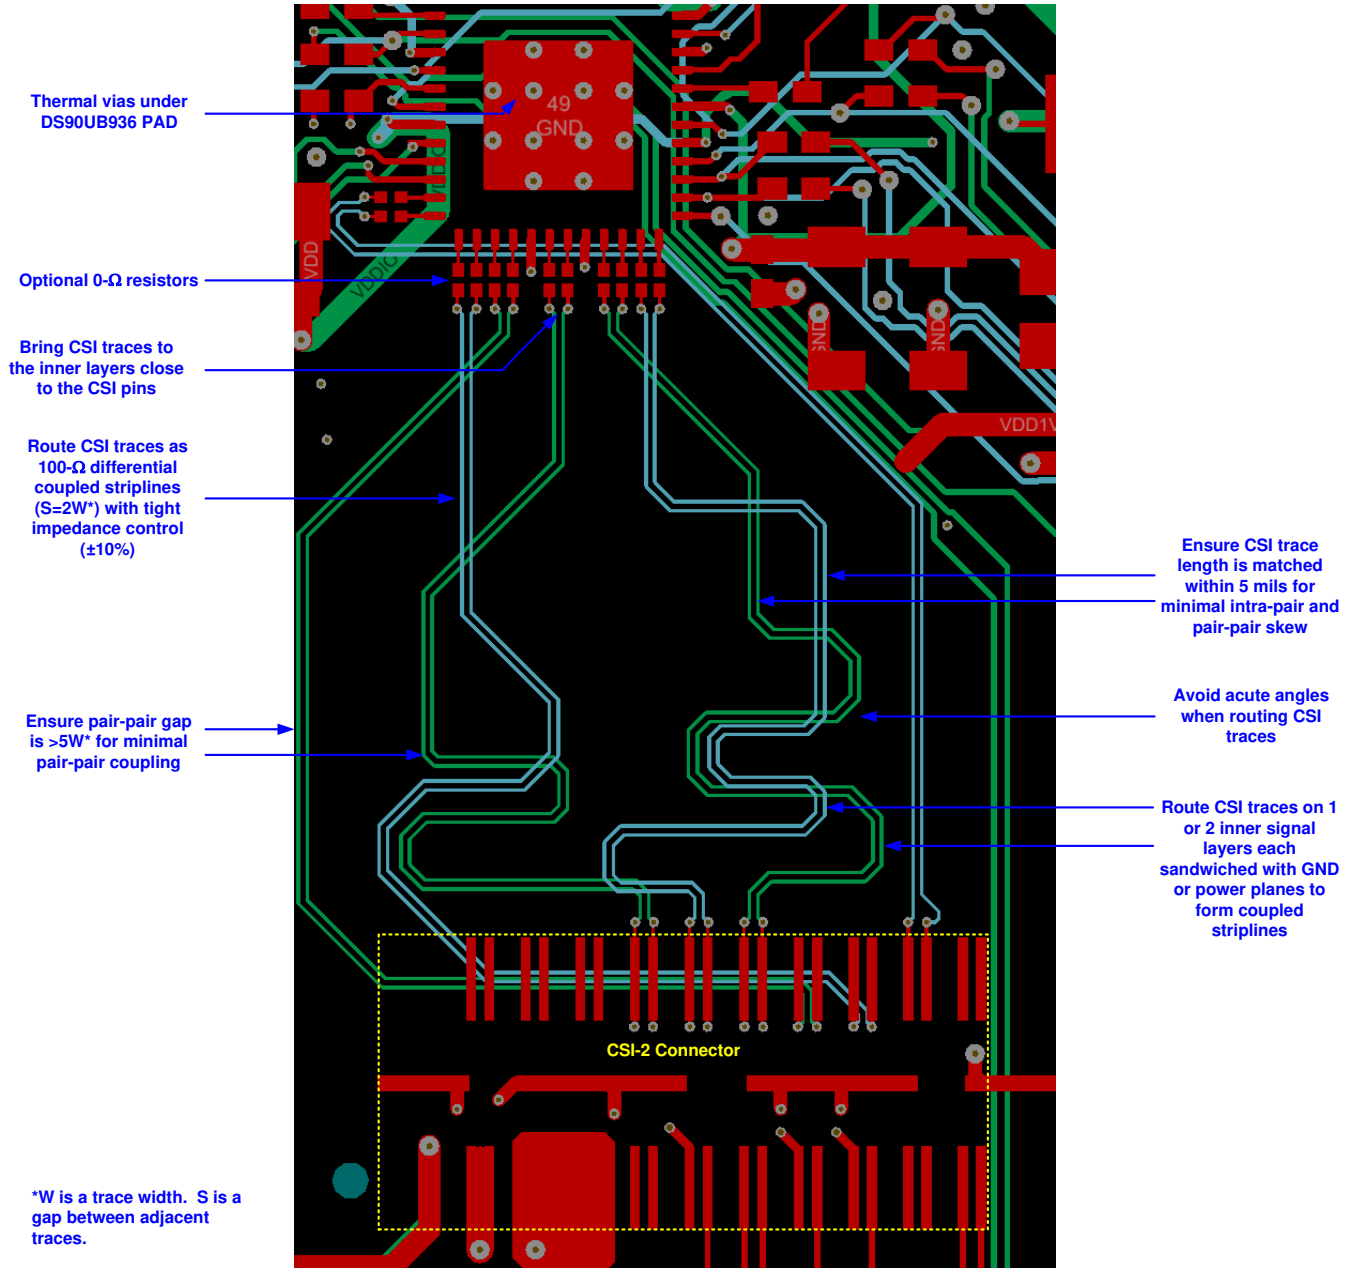 Thermal vias under
DS90UB936 PAD
Optional 0-Ω resistors
Bring CSI traces to
the inner layers close
to the CSI pins
Route CSI traces as
100-Ω differential
coupled striplines
(S=2W*) with tight
impedance control
(±10%)
Ensure pair-pair gap
is >5W* for minimal
pair-pair coupling
*W is a trace width. S is a
gap between adjacent
traces.
49
GND
VDDIO
VDD
VDDIO
GND
GND
VDD1V
CSI-2 Connector
Ensure CSI trace
length is matched
within 5 mils for
minimal intra-pair and
pair-pair skew
Avoid acute angles
when routing CSI
traces
Route CSI traces on 1
or 2 inner signal
layers each
sandwiched with GND
or power planes to
form coupled
striplines